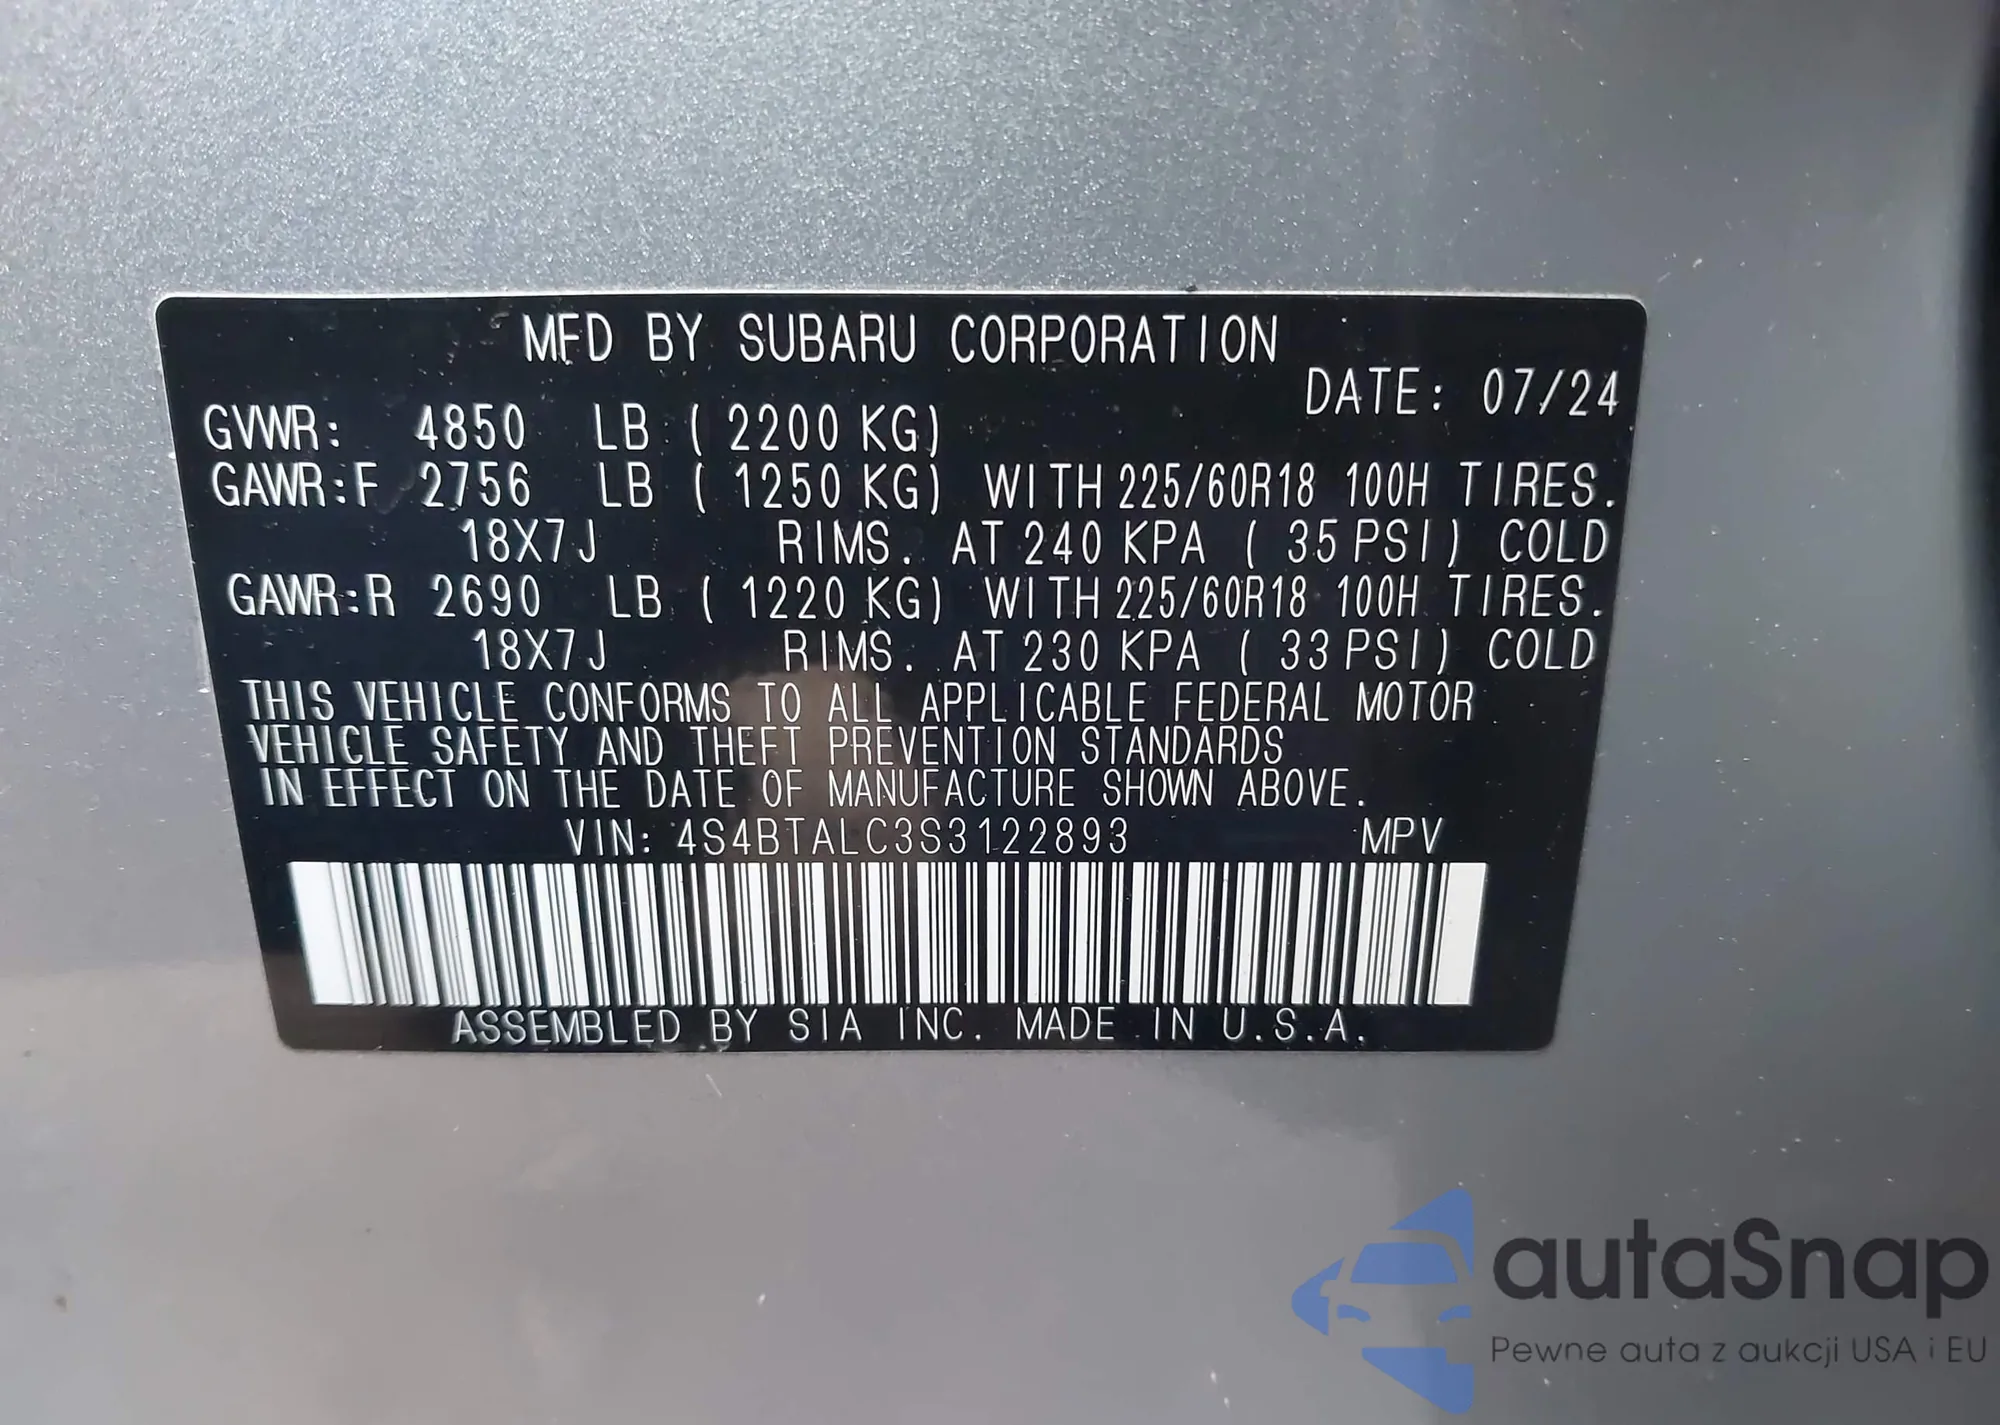 MFD BY SUBARU CORPORATION
DATE: 07/24
GVWR: 4850 LB ( 2200 KG)
GAWR:F 2756 LB ( 1250 KG) WITH 225/60R18 100H TIRES.
18X7J RIMS. AT 240 KPA ( 35 PSI) COLD
GAWR:R 2690 LB ( 1220 KG) WITH 225/60R18 100H TIRES.
18X7J RIMS. AT 230 KPA ( 33 PSI) COLD
THIS VEHICLE CONFORMS TO ALL APPLICABLE FEDERAL MOTOR
VEHICLE SAFETY AND THEFT PREVENTION STANDARDS
IN EFFECT ON THE DATE OF MANUFACTURE SHOWN ABOVE.
VIN: 4S4BTALC3S3122893 MPV
ASSEMBLED BY SIA INC. MADE IN U.S.A.
autaSnap
Pewne auta z aukcji USA i EU